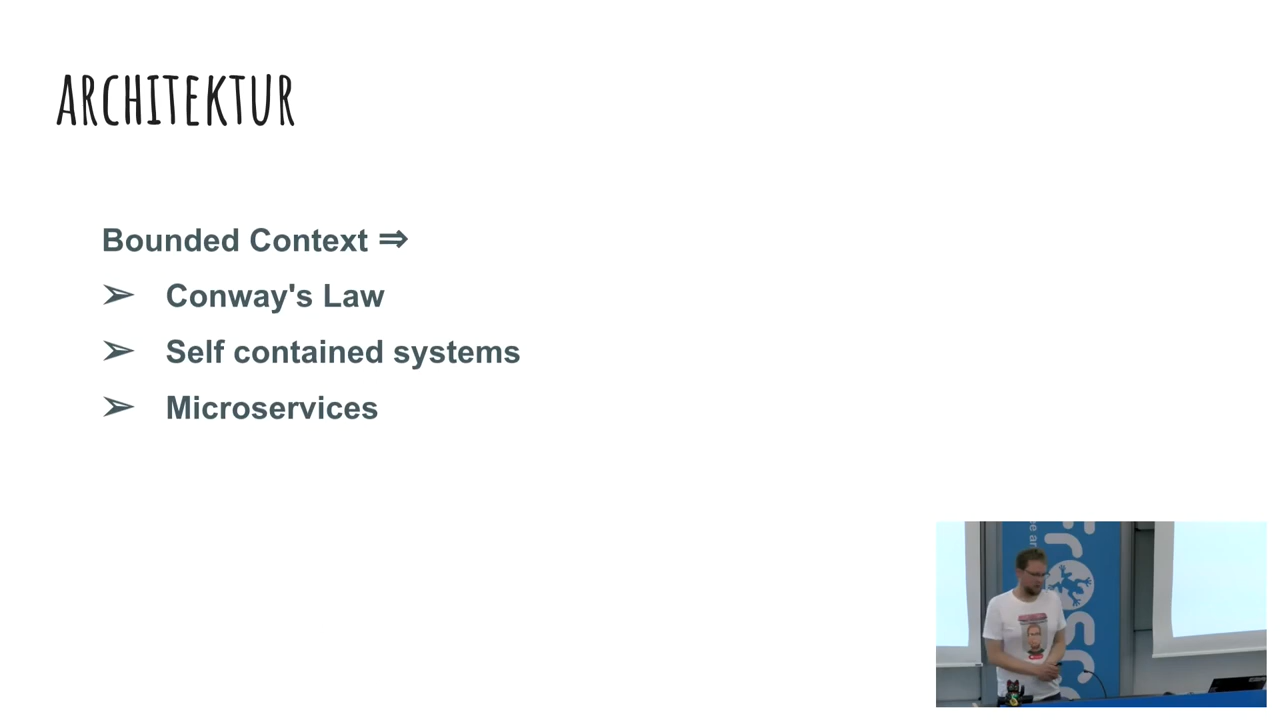 ARCHITEKTUR
Bounded Context ⇒
➢ Conway's Law
➢ Self contained systems
➢ Microservices